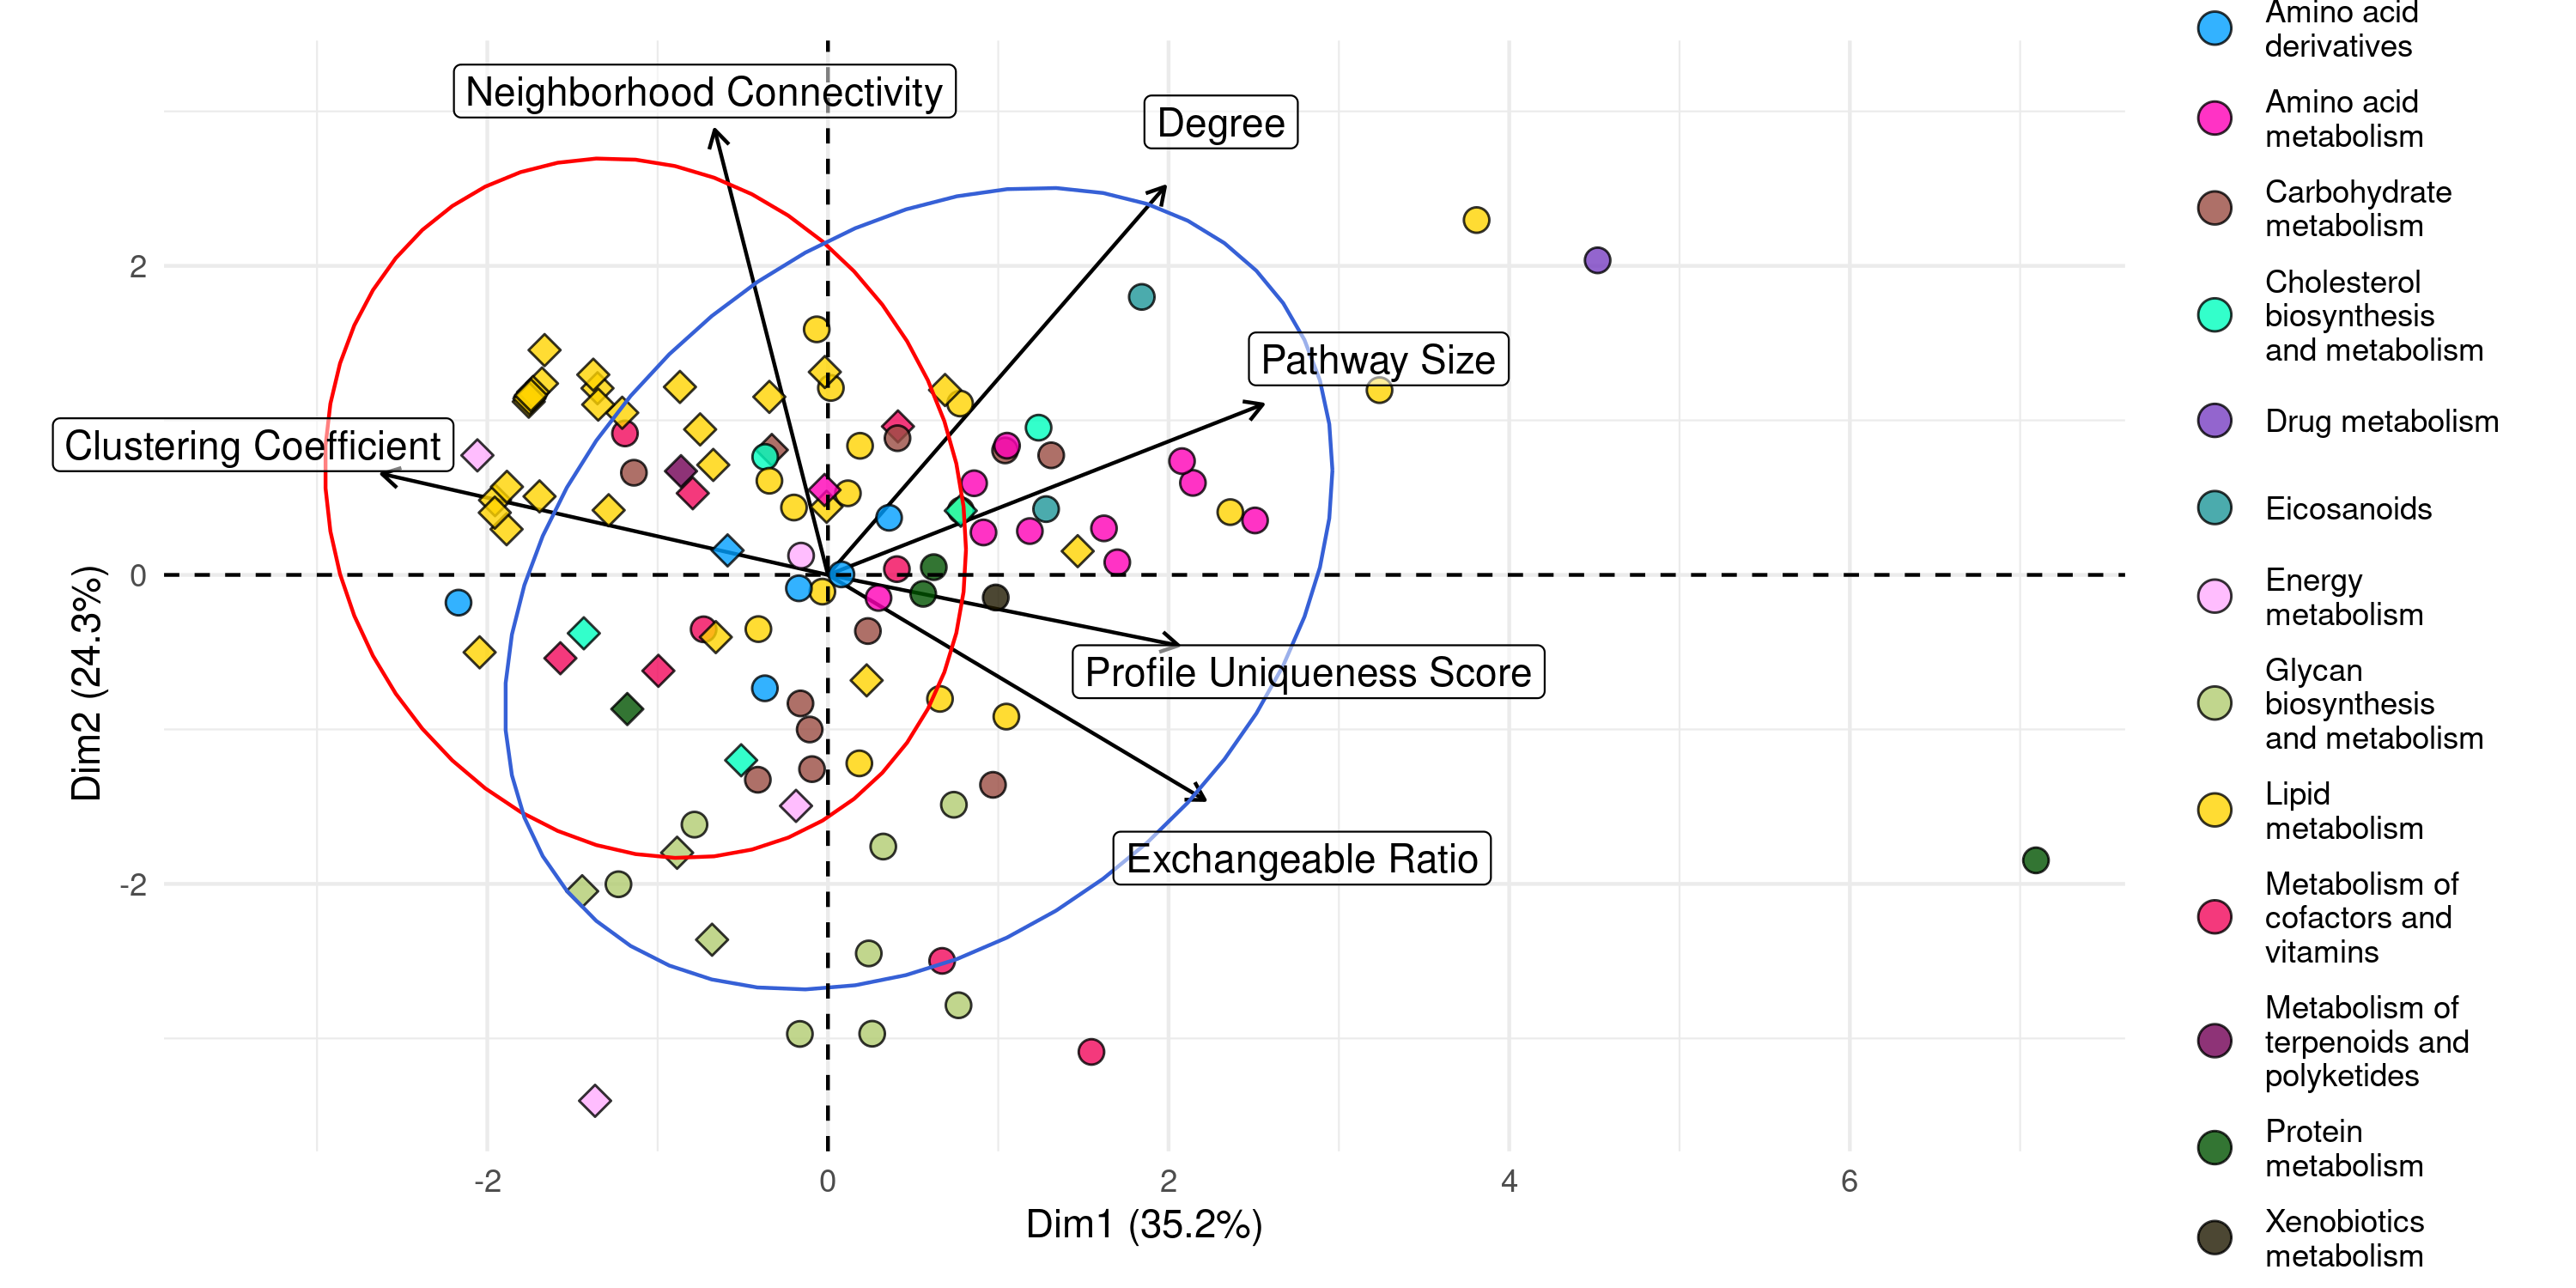 Neighborhood Connectivity
Degree
Pathway Size
Clustering Coefficient
Profile Uniqueness Score
Exchangeable Ratio
2
0
-2
Dim2 (24.3%)
-2
0
2
4
6
Dim1 (35.2%)
Amino acid
derivatives
Amino acid
metabolism
Carbohydrate
metabolism
Cholesterol
biosynthesis
and metabolism
Drug metabolism
Eicosanoids
Energy
metabolism
Glycan
biosynthesis
and metabolism
Lipid
metabolism
Metabolism of
cofactors and
vitamins
Metabolism of
terpenoids and
polyketides
Protein
metabolism
Xenobiotics
metabolism